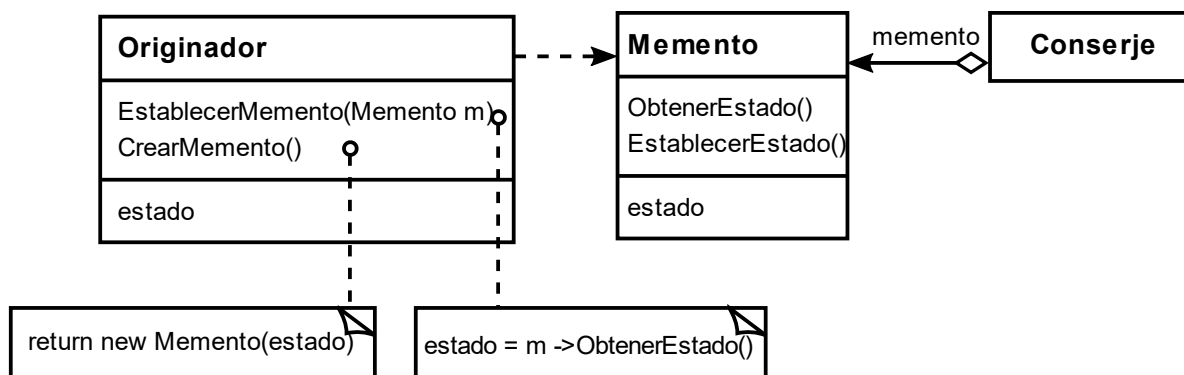 Originador
EstablecerMemento(Memento m)
CrearMemento()
estado
Memento
ObtenerEstado()
EstablecerEstado()
estado
memento
Conserje
return new Memento(estado)
estado = m ->ObtenerEstado()